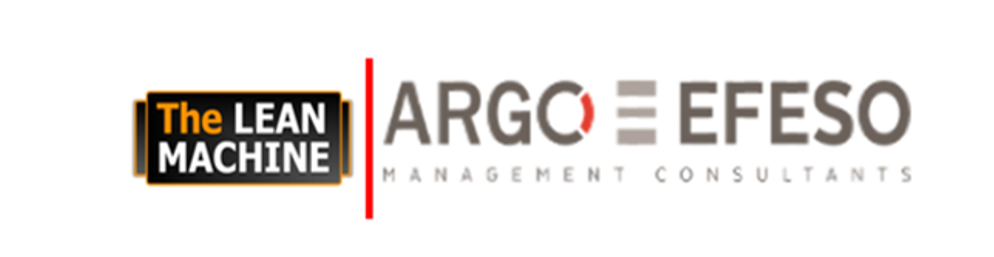 The LEAN
MACHINE
ARGO EFESO
MANAGEMENT CONSULTANTS